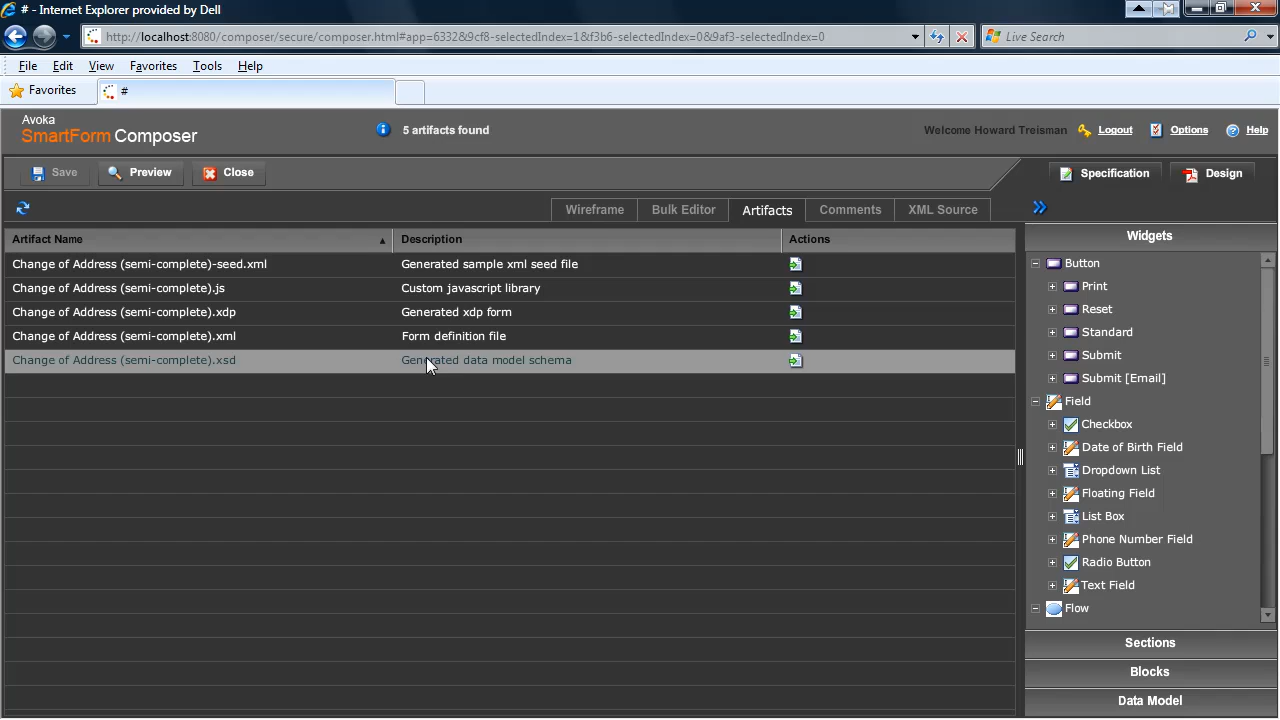 # - Internet Explorer provided by Dell
http://localhost:8080/composer/secure/composer.html#app=6332&9cf8-selectedIndex=1&f3b6-selectedIndex=0&9af3-selectedIndex=0
Live Search
File Edit View Favorites Tools Help
Favorites #
Avoka
SmartForm Composer
5 artifacts found
Welcome Howard Treisman Logout Options Help
Save Preview Close Specification Design
Wireframe Bulk Editor Artifacts Comments XML Source
Artifact Name Description Actions
Change of Address (semi-complete)-seed.xml Generated sample xml seed file
Change of Address (semi-complete).js Custom javascript library
Change of Address (semi-complete).xdp Generated xdp form
Change of Address (semi-complete).xml Form definition file
Change of Address (semi-complete).xsd Generated data model schema
Widgets
Button
Print
Reset
Standard
Submit
Submit [Email]
Field
Checkbox
Date of Birth Field
Dropdown List
Floating Field
List Box
Phone Number Field
Radio Button
Text Field
Flow
Sections
Blocks
Data Model